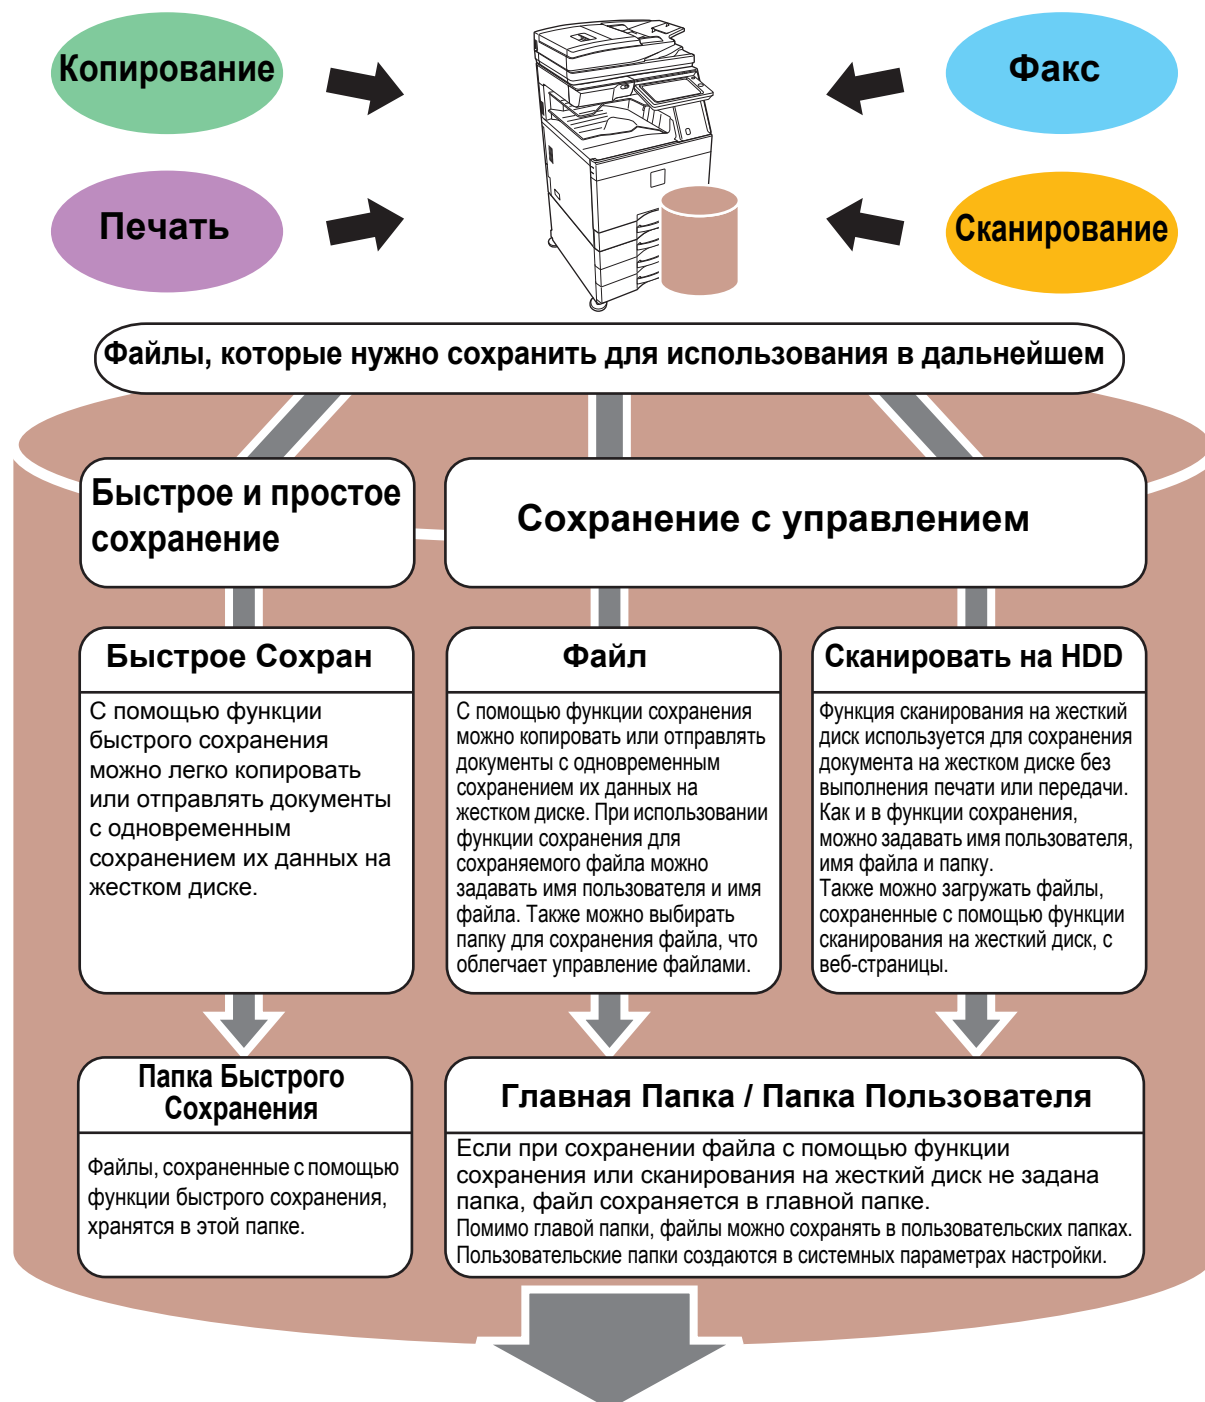 Копирование
Факс
Печать
Сканирование
Файлы, которые нужно сохранить для использования в дальнейшем
Быстрое и простое
сохранение
Сохранение с управлением
Быстрое Сохран
С помощью функции
быстрого сохранения
можно легко копировать
или отправлять документы
с одновременным
сохранением их данных на
жестком диске.
Файл
С помощью функции сохранения
можно копировать или отправлять
документы с одновременным
сохранением их данных на
жестком диске. При использовании
функции сохранения для
сохраняемого файла можно
задавать имя пользователя и имя
файла. Также можно выбирать
папку для сохранения файла, что
облегчает управление файлами.
Сканировать на HDD
Функция сканирования на жесткий
диск используется для сохранения
документа на жестком диске без
выполнения печати или передачи.
Как и в функции сохранения,
можно задавать имя пользователя,
имя файла и папку.
Также можно загружать файлы,
сохраненные с помощью функции
сканирования на жесткий диск, с
веб-страницы.
Папка Быстрого
Сохранения
Файлы, сохраненные с помощью
функции быстрого сохранения,
хранятся в этой папке.
Главная Папка / Папка Пользователя
Если при сохранении файла с помощью функции
сохранения или сканирования на жесткий диск не задана
папка, файл сохраняется в главной папке.
Помимо главой папки, файлы можно сохранять в пользовательских папках.
Пользовательские папки создаются в системных параметрах настройки.